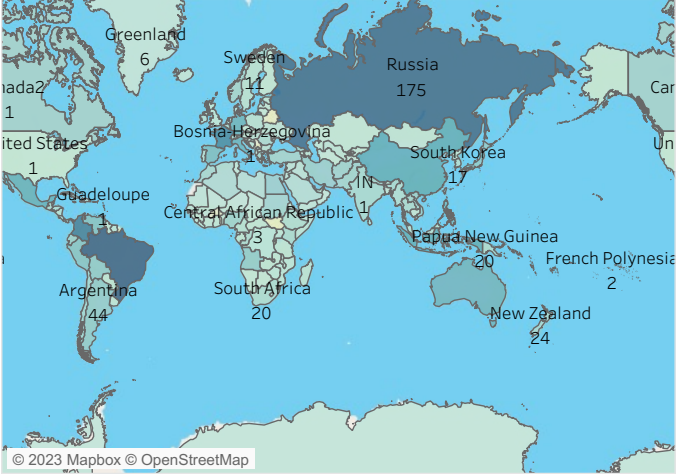 Greenland
6
Sweden
11
Russia
175
nada2
1
Car
ited States
1
Bosnia-Herzegovina
1
South Korea
17
Un
IN
1
Guadeloupe
1
Central African Republic
3
Papua New Guinea
20
French Polynesia
2
a
Argentina
44
South Africa
20
New Zealand
24
© 2023 Mapbox © OpenStreetMap